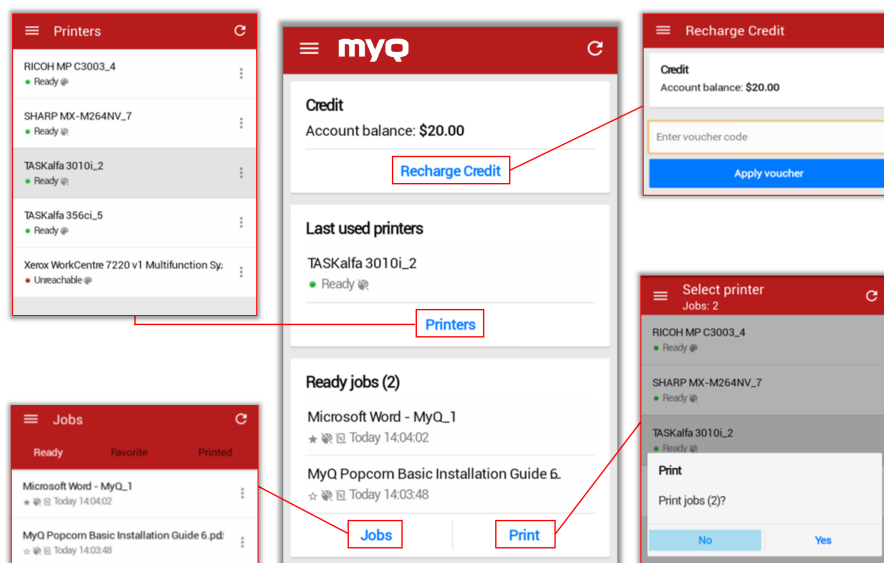 Printers
RICOH MP C3003_4
Ready
SHARP MX-M264NV_7
Ready
TASKalfa 3010i_2
Ready
TASKalfa 356ci_5
Ready
Xerox WorkCentre 7220 v1 Multifunction Sy
Unreachable
myQ
Credit
Account balance: $20.00
Recharge Credit
Last used printers
TASKalfa 3010i_2
Ready
Printers
Ready jobs (2)
Microsoft Word - MyQ_1
Today 14:04:02
MyQ Popcorn Basic Installation Guide 6.
Today 14:03:48
Jobs
Print
Recharge Credit
Credit
Account balance: $20.00
Enter voucher code
Apply voucher
Jobs
Ready Favorite Printed
Microsoft Word - MyQ_1
Today 14:04:02
MyQ Popcorn Basic Installation Guide 6.pd
Today 14:03:48
Select printer
Jobs: 2
RICOH MP C3003_4
Ready
SHARP MX-M264NV_7
Ready
TASKalfa 3010i_2
Ready
Print
Print jobs (2)?
No Yes